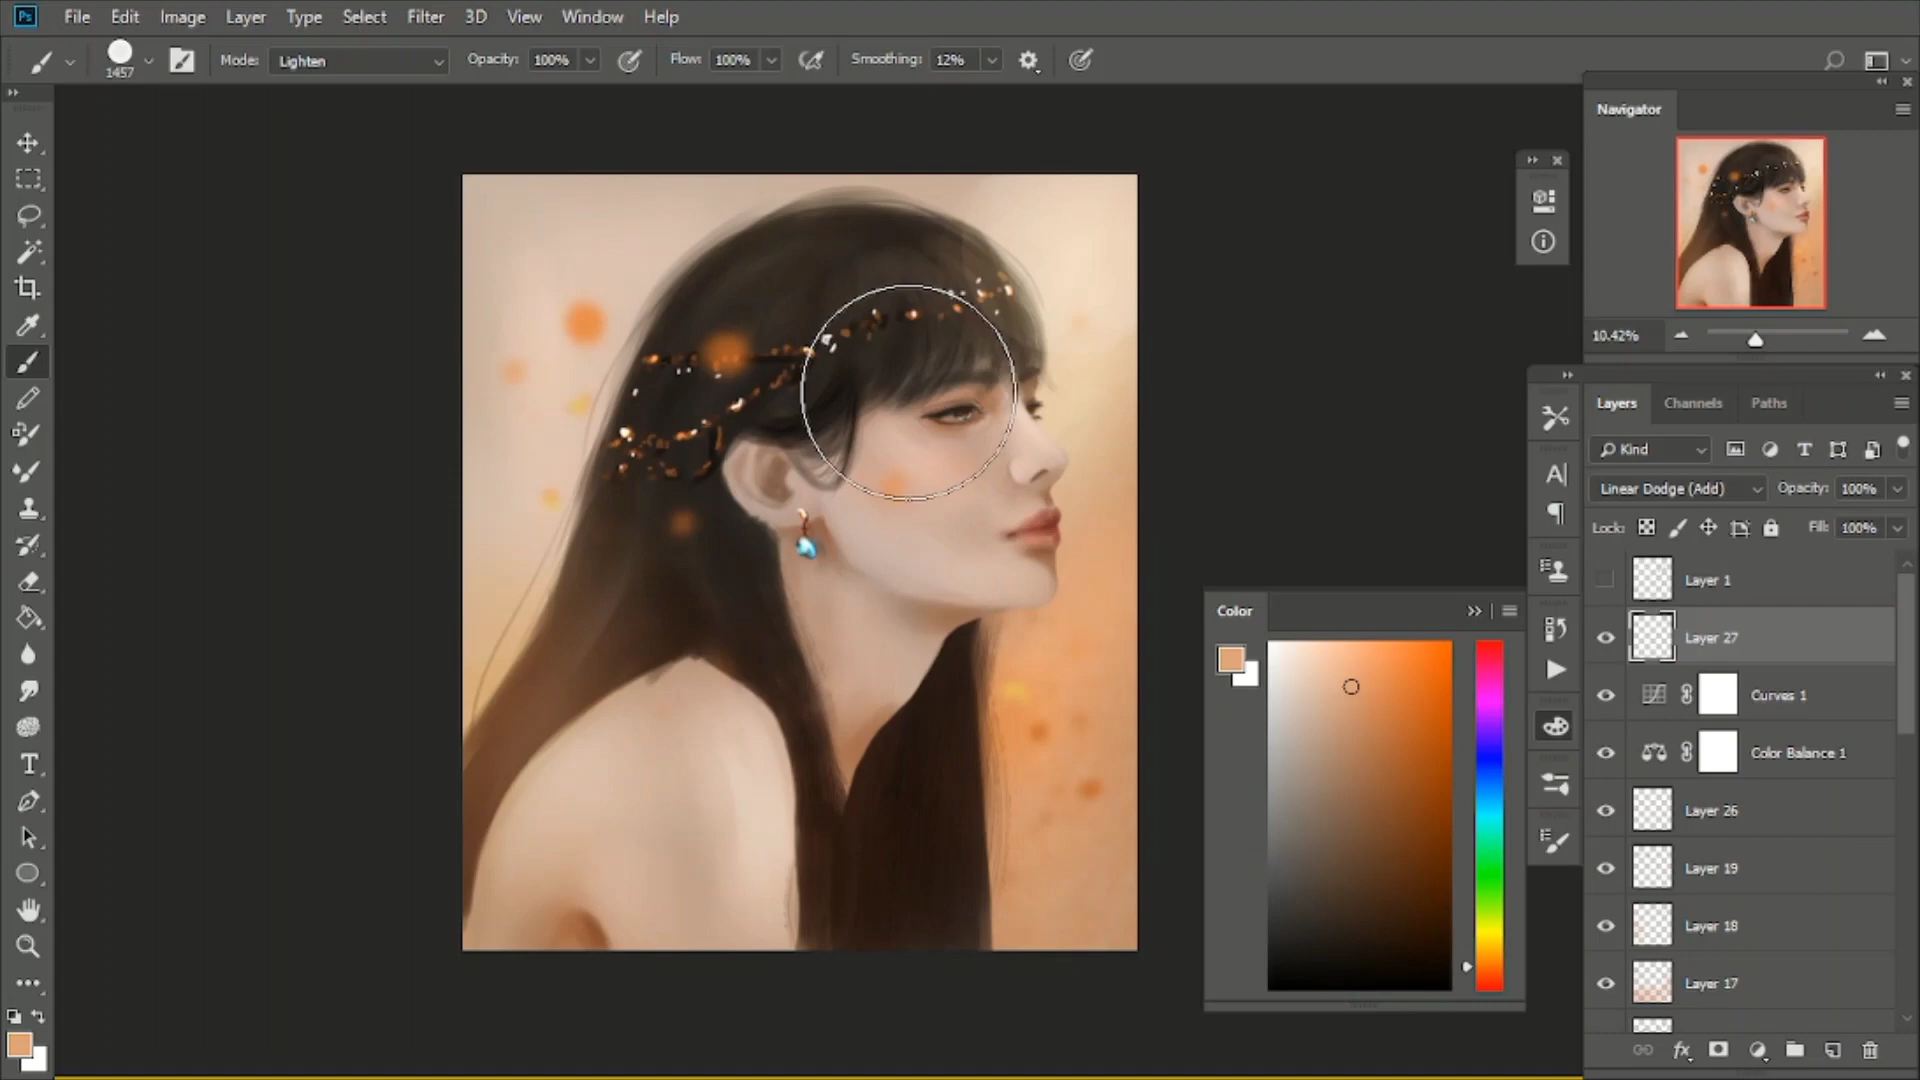 Ps File Edit Image Layer Type Select Filter 3D View Window Help
1457 Mode: Lighten Opacity: 100% Flow: 100% Smoothing: 12%
Navigator
10.42%
Layers Channels Paths
Kind
Linear Dodge (Add) Opacity: 100%
Lock: Fill: 100%
Layer 1
Layer 27
Curves 1
Color Balance 1
Layer 26
Layer 19
Layer 18
Layer 17
fx
Color